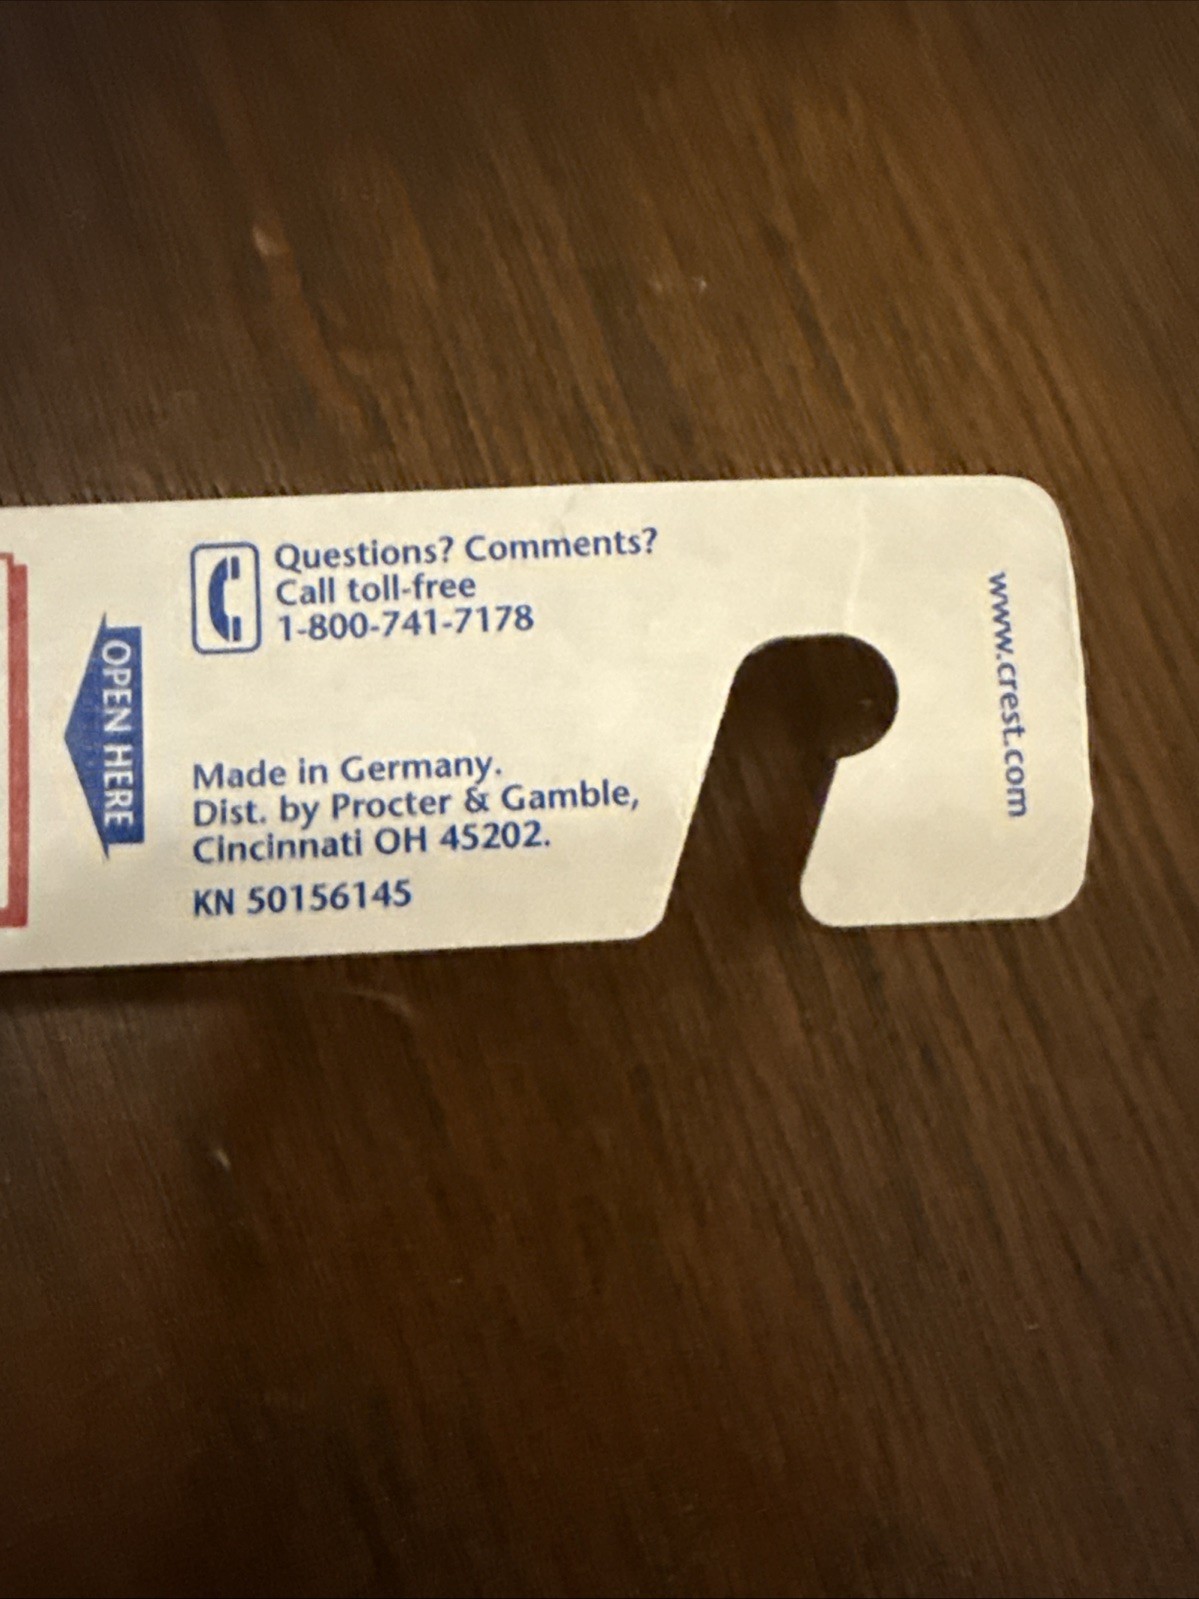 Questions? Comments?
Call toll-free
1-800-741-7178
OPEN HERE
Made in Germany.
Dist. by Procter & Gamble,
Cincinnati OH 45202.
KN 50156145
www.crest.com